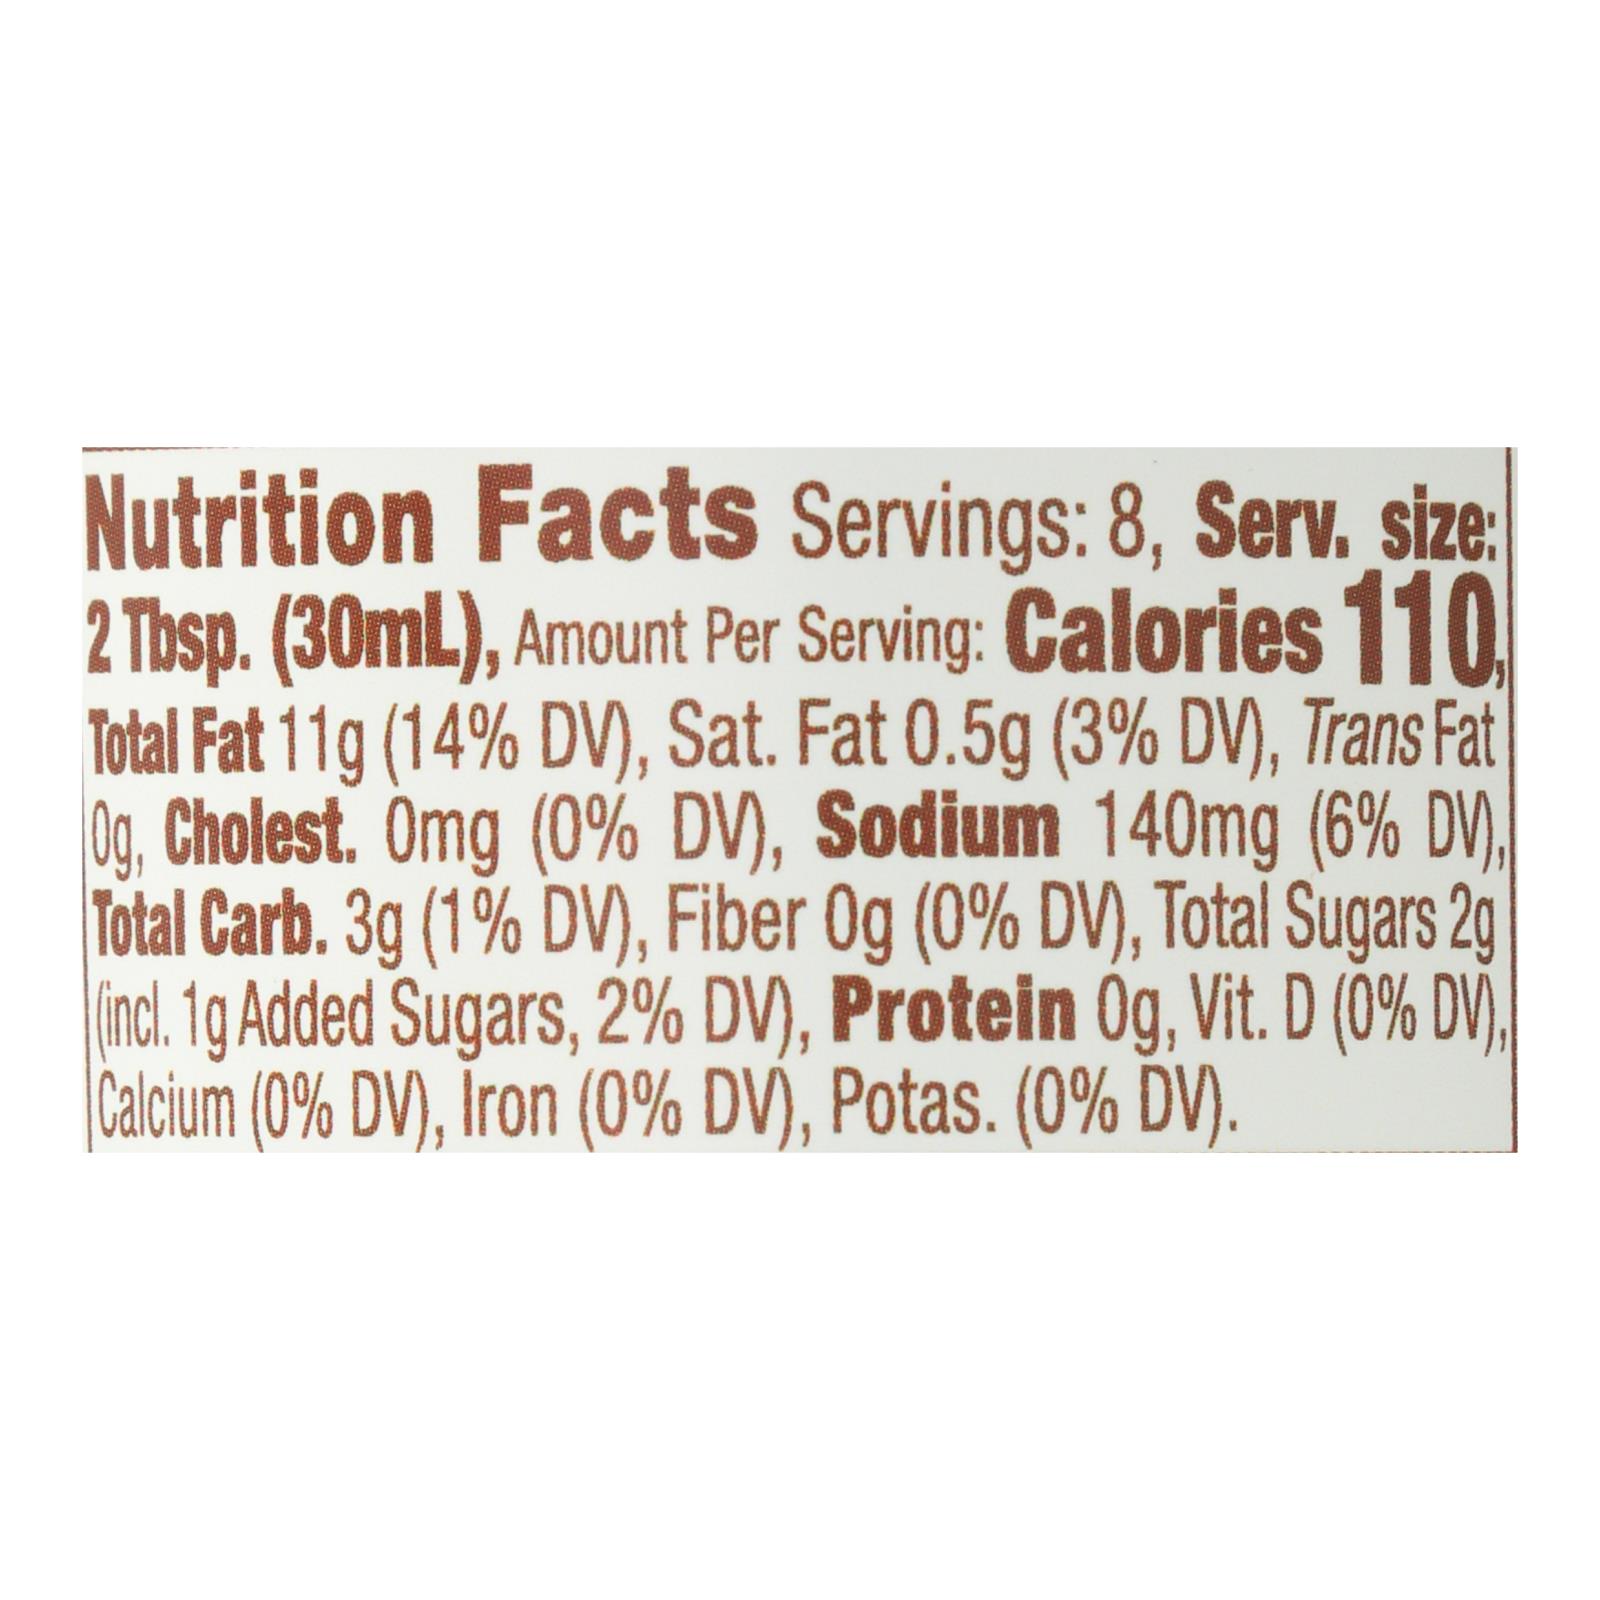 Nutrition Facts Servings: 8, Serv. size:
2 Tbsp. (30mL), Amount Per Serving: Calories 110,
Total Fat 11g (14% DV), Sat. Fat 0.5g (3% DV), Trans Fat
0g, Cholest. 0mg (0% DV), Sodium 140mg (6% DV),
Total Carb. 3g (1% DV), Fiber 0g (0% DV), Total Sugars 2g
(incl. 1g Added Sugars, 2% DV), Protein 0g, Vit. D (0% DV),
Calcium (0% DV), Iron (0% DV), Potas. (0% DV).